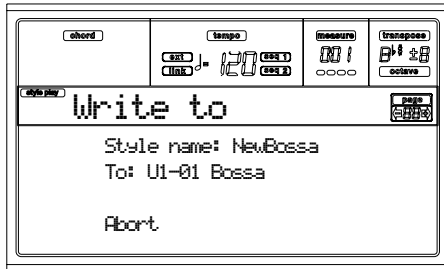 chord tempo measure transpose
ext link ♩= 120 seq 1 seq 2 001 octave
style play Write to page
Style name: NewBossa
To: U1-01 Bossa
Abort